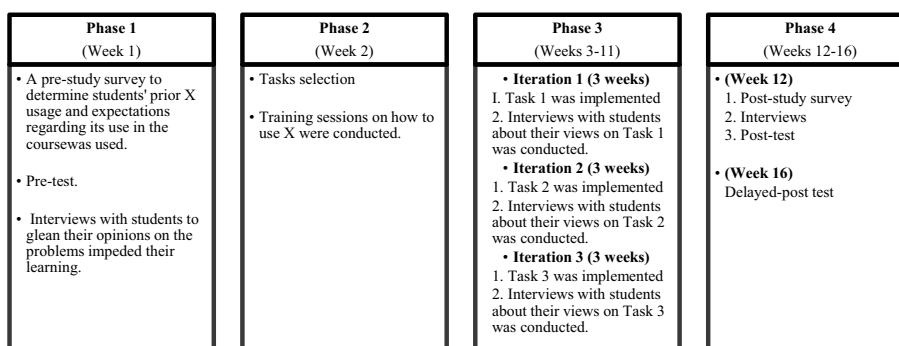 Phase 1
(Week 1)
• A pre-study survey to
determine students' prior X
usage and expectations
regarding its use in the
coursewas used.
• Pre-test.
• Interviews with students to
glean their opinions on the
problems impeded their
learning.
Phase 2
(Week 2)
• Tasks selection
• Training sessions on how to
use X were conducted.
Phase 3
(Weeks 3-11)
• Iteration 1 (3 weeks)
I. Task 1 was implemented
2. Interviews with students
about their views on Task 1
was conducted.
• Iteration 2 (3 weeks)
1. Task 2 was implemented
2. Interviews with students
about their views on Task 2
was conducted.
• Iteration 3 (3 weeks)
1. Task 3 was implemented
2. Interviews with students
about their views on Task 3
was conducted.
Phase 4
(Weeks 12-16)
• (Week 12)
1. Post-study survey
2. Interviews
3. Post-test
• (Week 16)
Delayed-post test